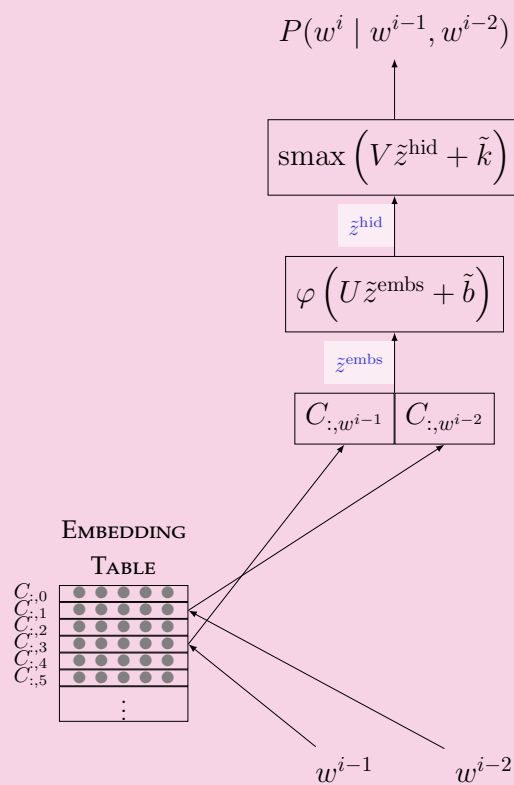 P(w^i | w^{i−1}, w^{i−2})
smax (V z̃^{hid} + k̃)
z̃^{hid}
φ (U z̃^{embs} + b̃)
z̃^{embs}
C_{:,w^{i−1}} C_{:,w^{i−2}}
EMBEDDING
TABLE
C_{:,0}
C_{:,1}
C_{:,2}
C_{:,3}
C_{:,4}
C_{:,5}
⋮
w^{i−1} w^{i−2}